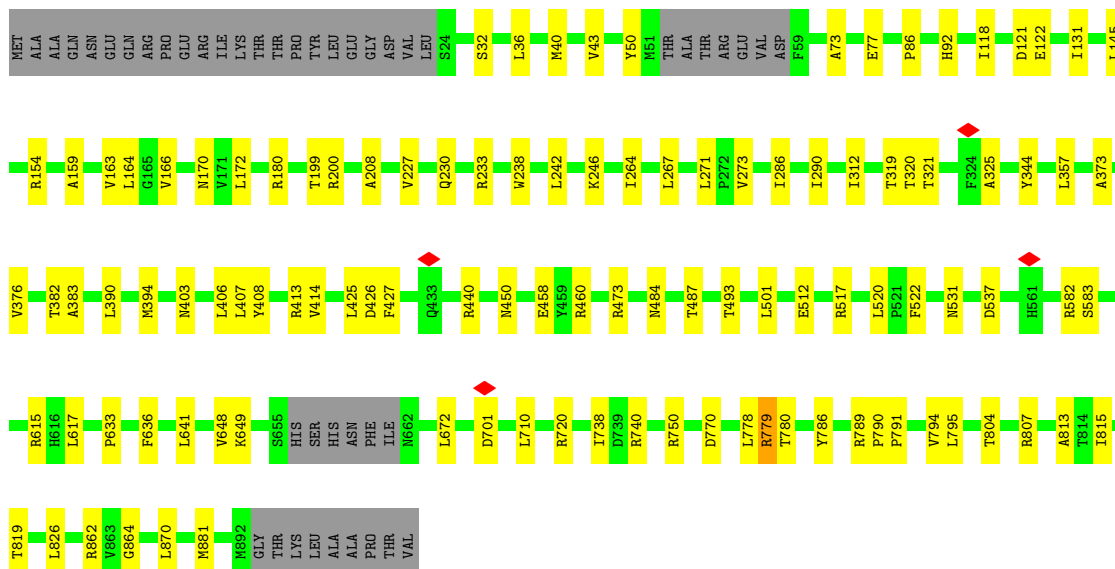 MET ALA ALA GLN ASN GLU GLN ARG PRO GLU ARG ILE LYS THR THR PRO TYR LEU GLU GLY ASP VAL LEU S24 S32 L36 M40 V43 Y50 M51 THR ALA THR ARG GLU VAL ASP F59 A73 E77 P86 H92 I118 D121 E122 I131
R154 A159 V163 L164 G165 V166 N170 V171 L172 R180 T199 R200 A208 V227 Q230 R233 W238 L242 K246 I264 L267 L271 P272 V273 I286 I290 I312 T319 T320 T321 F324 A325 Y344 L357 A373
V376 T382 A383 L390 M394 N403 L406 L407 Y408 R413 V414 L425 D426 F427 Q433 R440 N450 E458 Y459 R460 R473 N484 T487 T493 L501 E512 R517 L520 P521 F522 N531 D537 H561 R582 S583
R615 H616 L617 P633 F636 L641 V648 K649 S655 HIS SER HIS ASN PHE ILE N662 L672 D701 L710 R720 I738 D739 R740 R750 D770 L778 R779 T780 Y786 R789 P790 P791 V794 L795 T804 R807 A813 T814 I815
T819 L826 R862 V863 G864 L870 M881 M892 GLY THR LYS LEU ALA ALA PRO THR VAL